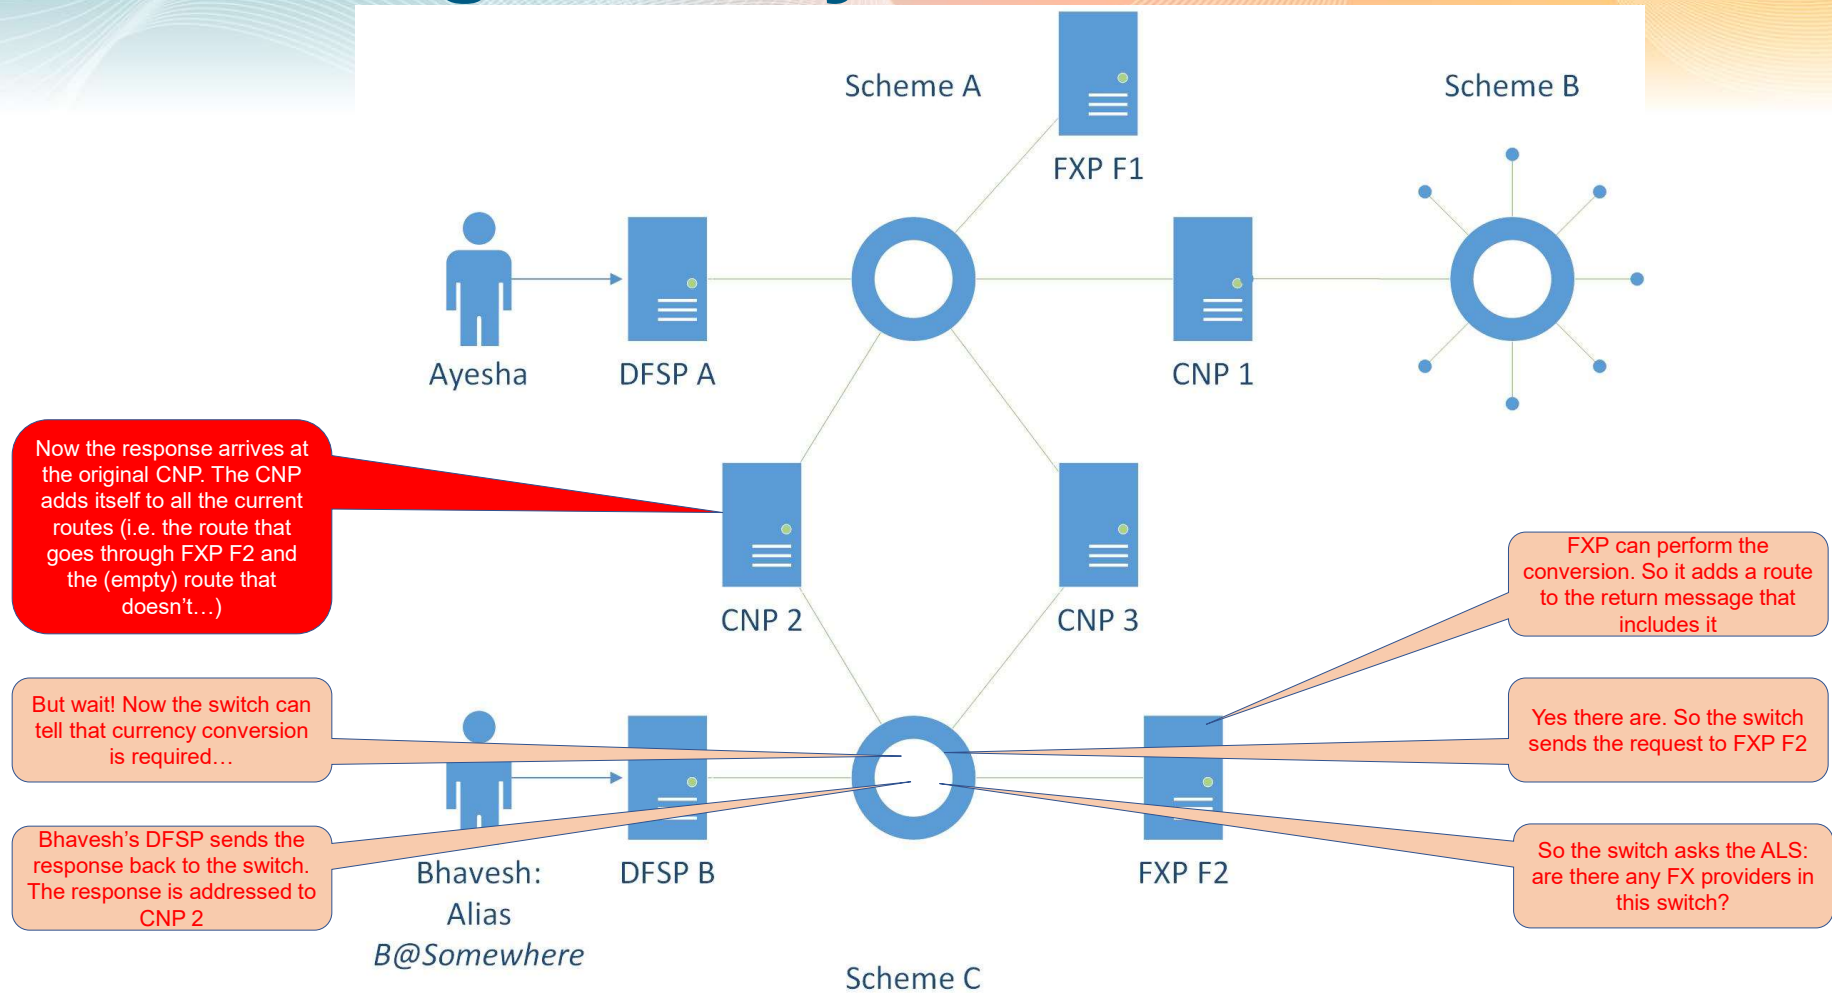 Scheme A
Scheme B
FXP F1
Ayesha
DFSP A
CNP 1
Now the response arrives at
the original CNP. The CNP
adds itself to all the current
routes (i.e. the route that
goes through FXP F2 and
the (empty) route that
doesn’t…)
CNP 2
CNP 3
FXP can perform the
conversion. So it adds a route
to the return message that
includes it
But wait! Now the switch can
tell that currency conversion
is required…
Yes there are. So the switch
sends the request to FXP F2
Bhavesh’s DFSP sends the
response back to the switch.
The response is addressed to
CNP 2
Bhavesh:
Alias
B@Somewhere
DFSP B
FXP F2
So the switch asks the ALS:
are there any FX providers in
this switch?
Scheme C